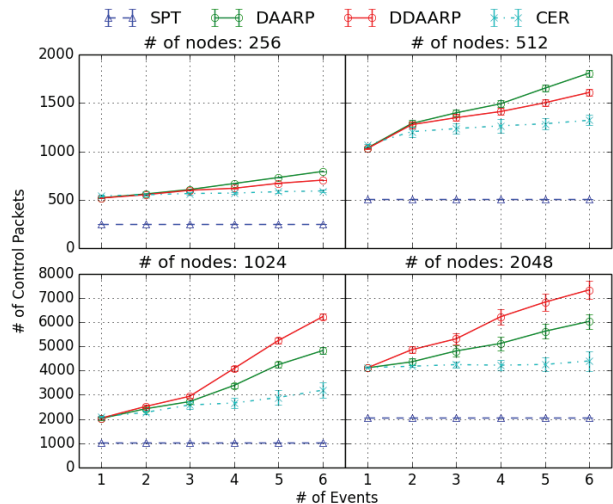 SPT DAARP DDAARP CER
# of nodes: 256 # of nodes: 512
2000
1500
1000
500
0
# of nodes: 1024 # of nodes: 2048
8000
7000
6000
5000
4000
3000
2000
1000
0
1 2 3 4 5 6 1 2 3 4 5 6
# of Events
# of Control Packets